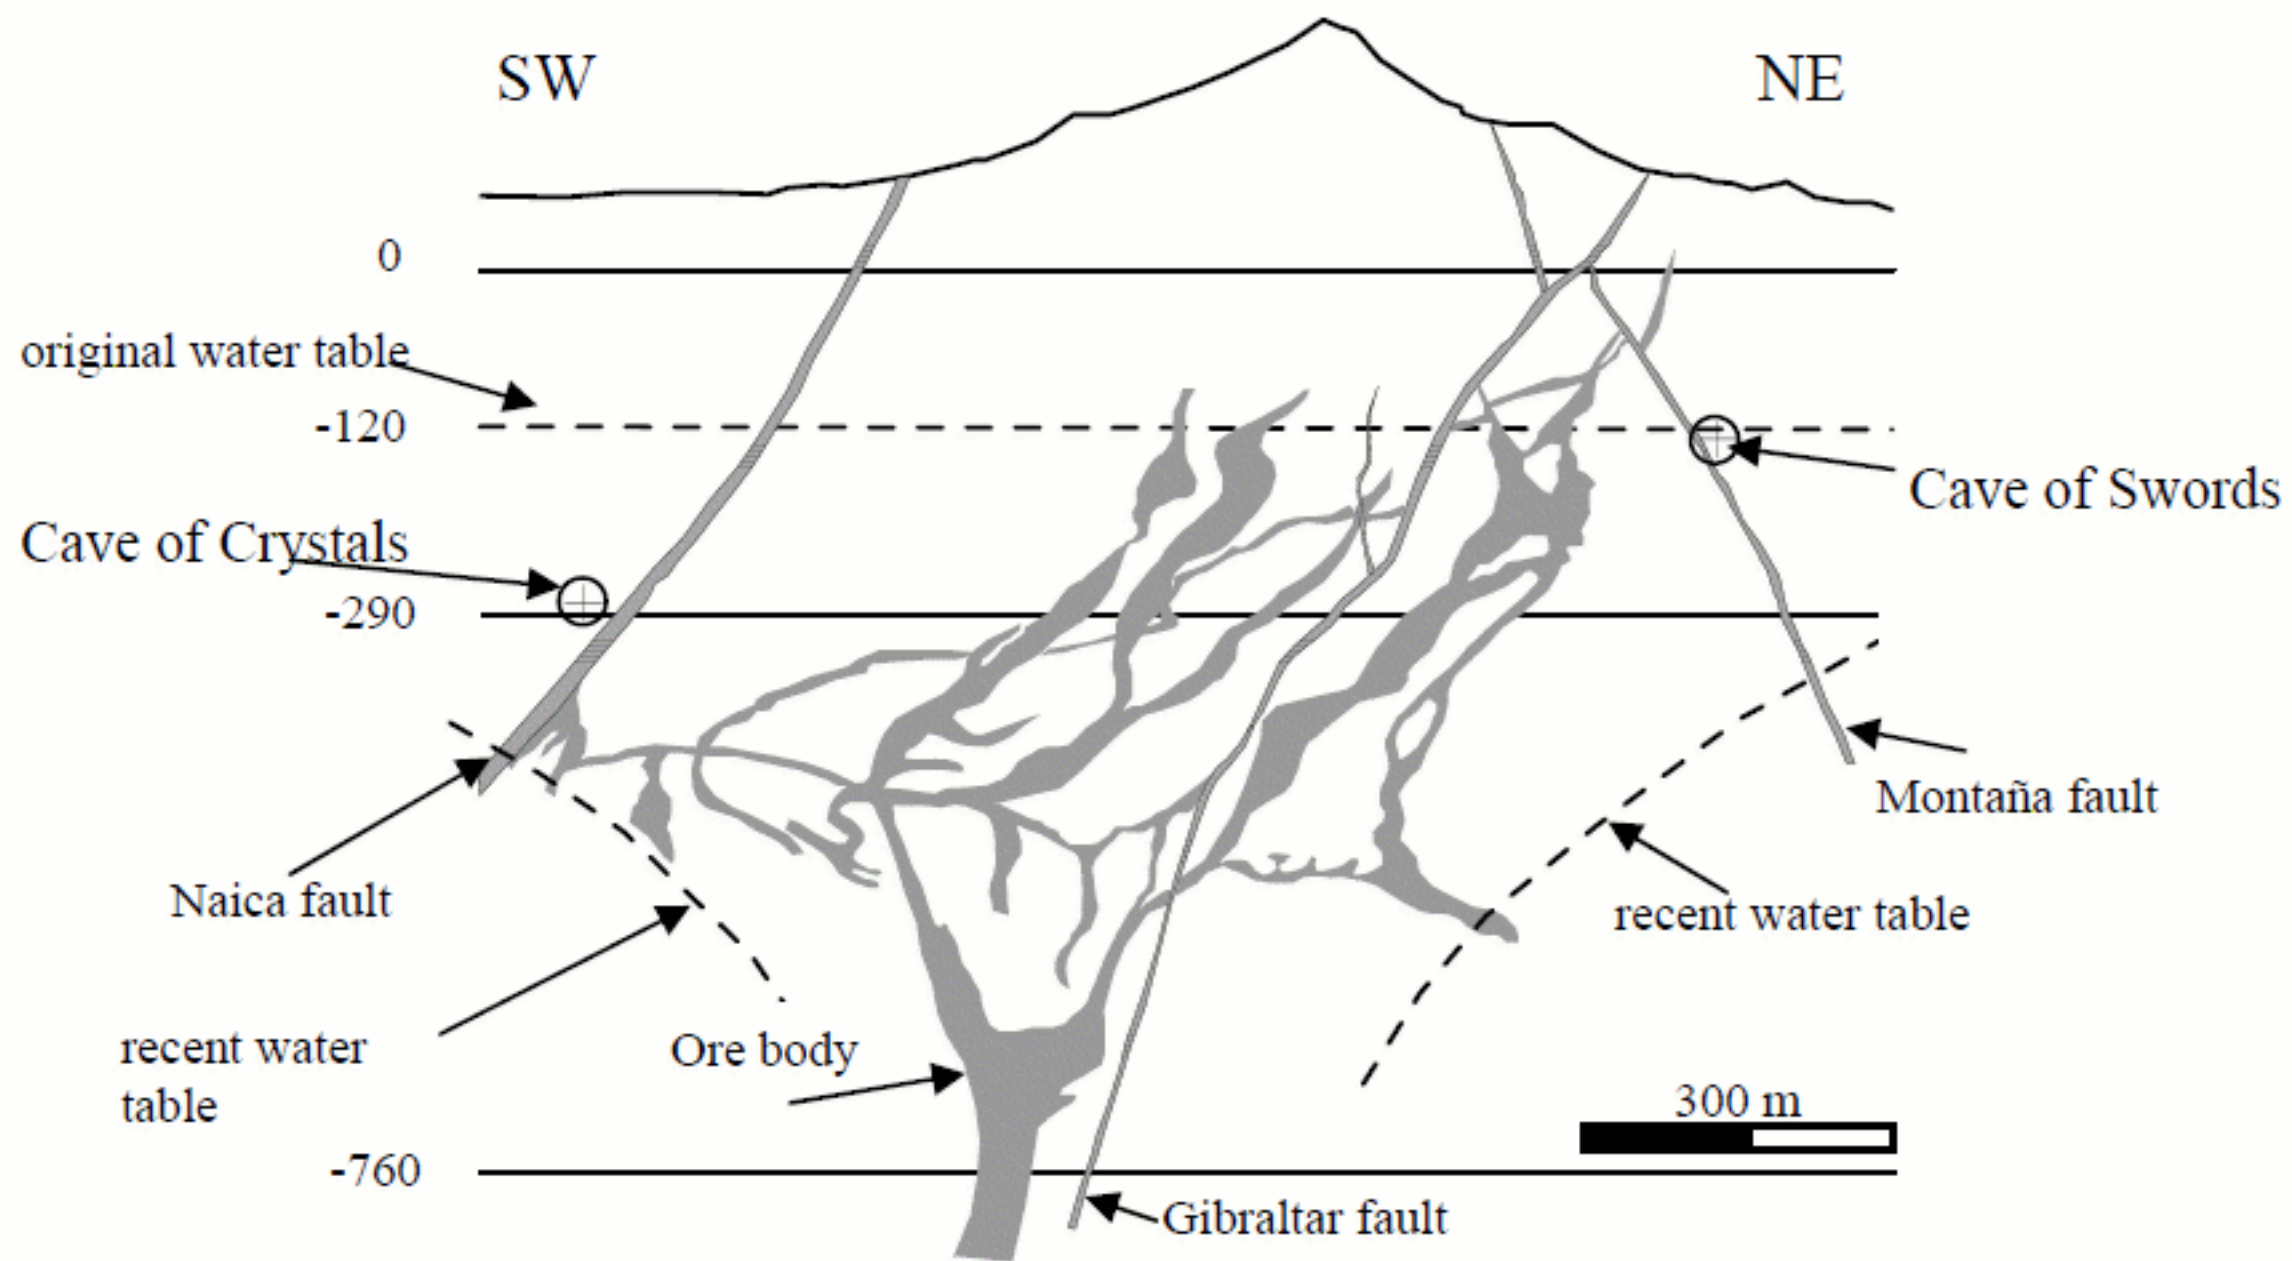 SW
NE
0
original water table
-120
Cave of Swords
Cave of Crystals
-290
Montaña fault
Naica fault
recent water table
recent water
table
Ore body
300 m
-760
Gibraltar fault